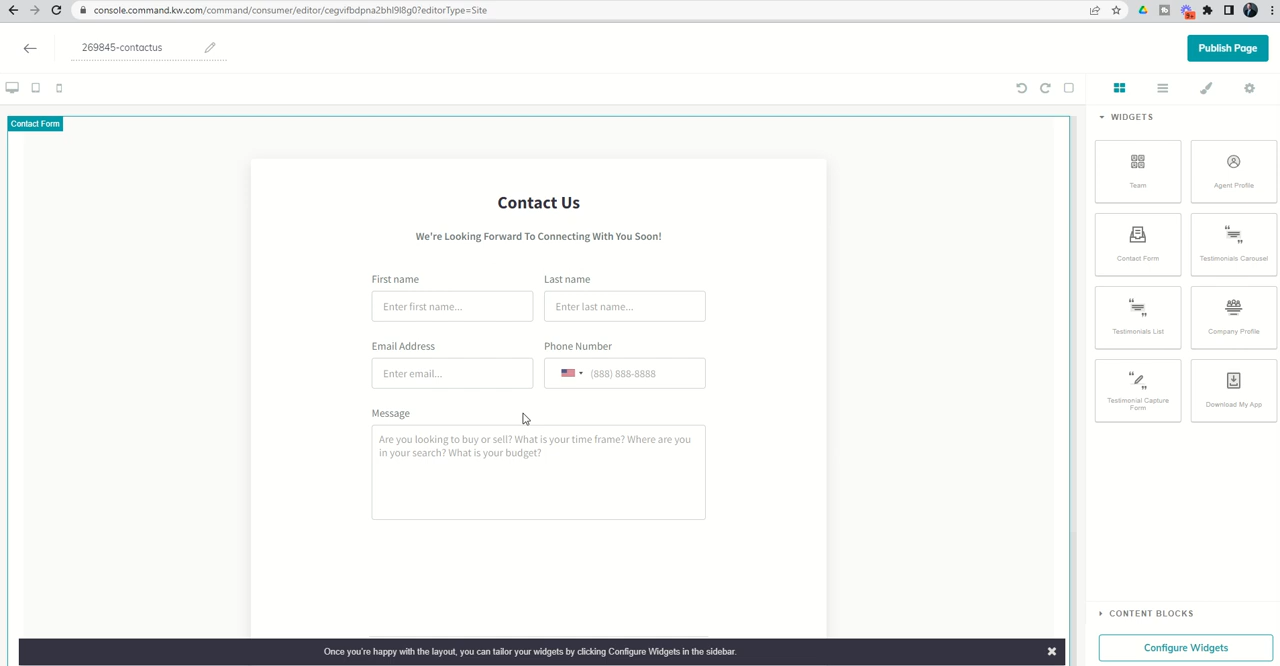 console.command.kw.com/command/consumer/editor/cegvifbdpna2bhl9l8g0?editorType=Site
9+
269845-contactus
Publish Page
Contact Form
WIDGETS
Team
Agent Profile
Contact Us
We're Looking Forward To Connecting With You Soon!
Contact Form
Testimonials Carousel
First name
Last name
Enter first name...
Enter last name...
Testimonials List
Company Profile
Email Address
Phone Number
Enter email...
(888) 888-8888
Testimonial Capture
Form
Download My App
Message
Are you looking to buy or sell? What is your time frame? Where are you
in your search? What is your budget?
CONTENT BLOCKS
Configure Widgets
Once you're happy with the layout, you can tailor your widgets by clicking Configure Widgets in the sidebar.